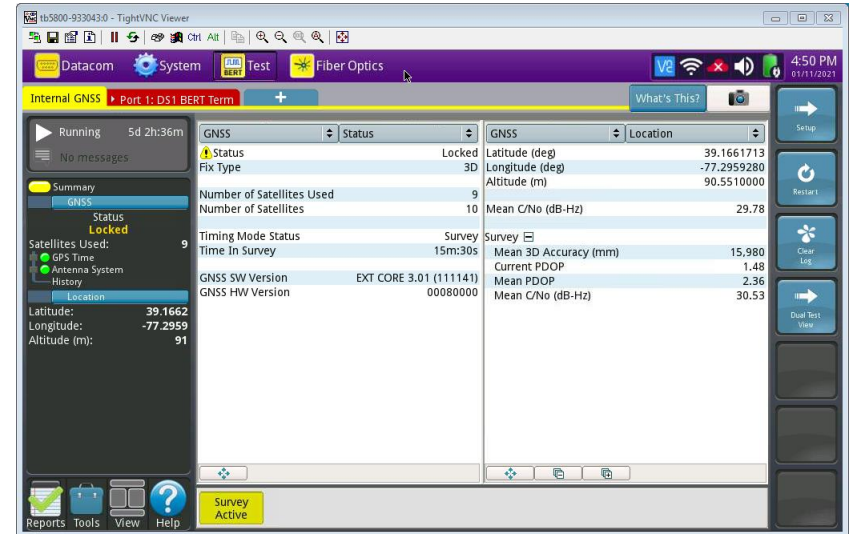 tb5800-933043:0 - TightVNC Viewer
Ctrl Alt
Datacom System Test Fiber Optics 4:50 PM
BERT V2 01/11/2021
Internal GNSS Port 1: DS1 BERT Term + What's This?
Running 5d 2h:36m
No messages
Summary
GNSS
Status
Locked
Satellites Used: 9
GPS Time
Antenna System
History
Location
Latitude: 39.1662
Longitude: -77.2959
Altitude (m): 91
GNSS Status
Status Locked
Fix Type 3D
Number of Satellites Used 9
Number of Satellites 10
Timing Mode Status Survey
Time In Survey 15m:30s
GNSS SW Version EXT CORE 3.01 (111141)
GNSS HW Version 00080000
GNSS Location
Latitude (deg) 39.1661713
Longitude (deg) -77.2959280
Altitude (m) 90.5510000
Mean C/No (dB-Hz) 29.78
Survey
Mean 3D Accuracy (mm) 15,980
Current PDOP 1.48
Mean PDOP 2.36
Mean C/No (dB-Hz) 30.53
Setup
Restart
Clear
Log
Dual Test
View
Reports Tools View Help
Survey
Active